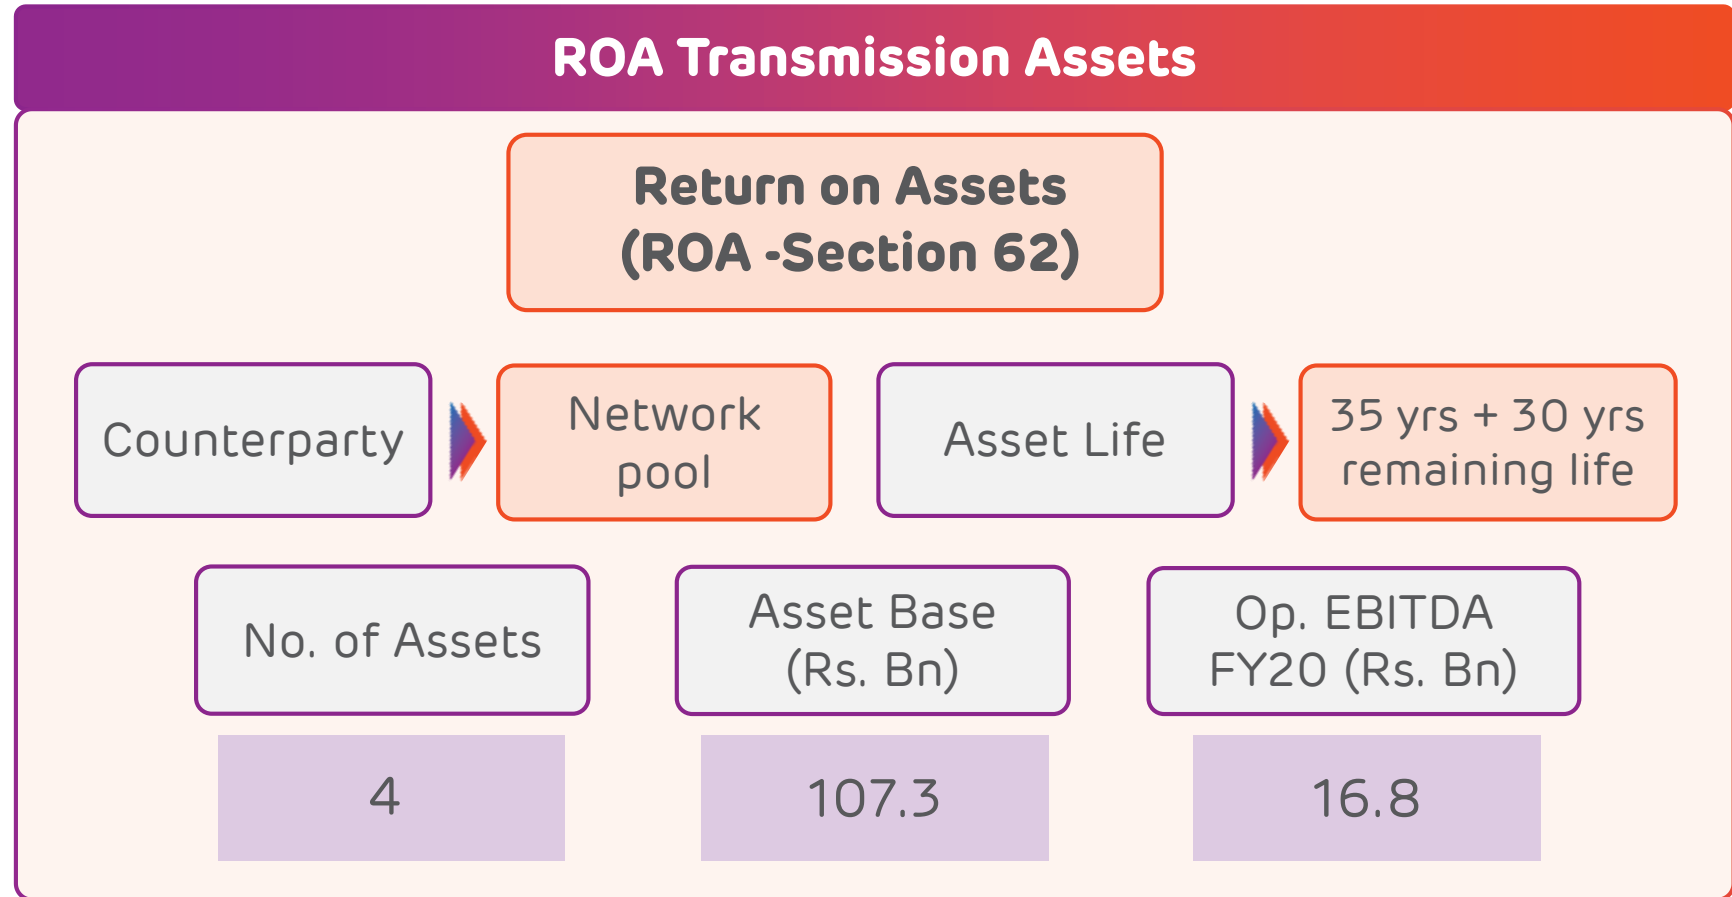 ROA Transmission Assets
Return on Assets
(ROA -Section 62)
Counterparty
Network
pool
Asset Life
35 yrs + 30 yrs
remaining life
No. of Assets
Asset Base
(Rs. Bn)
Op. EBITDA
FY20 (Rs. Bn)
4
107.3
16.8